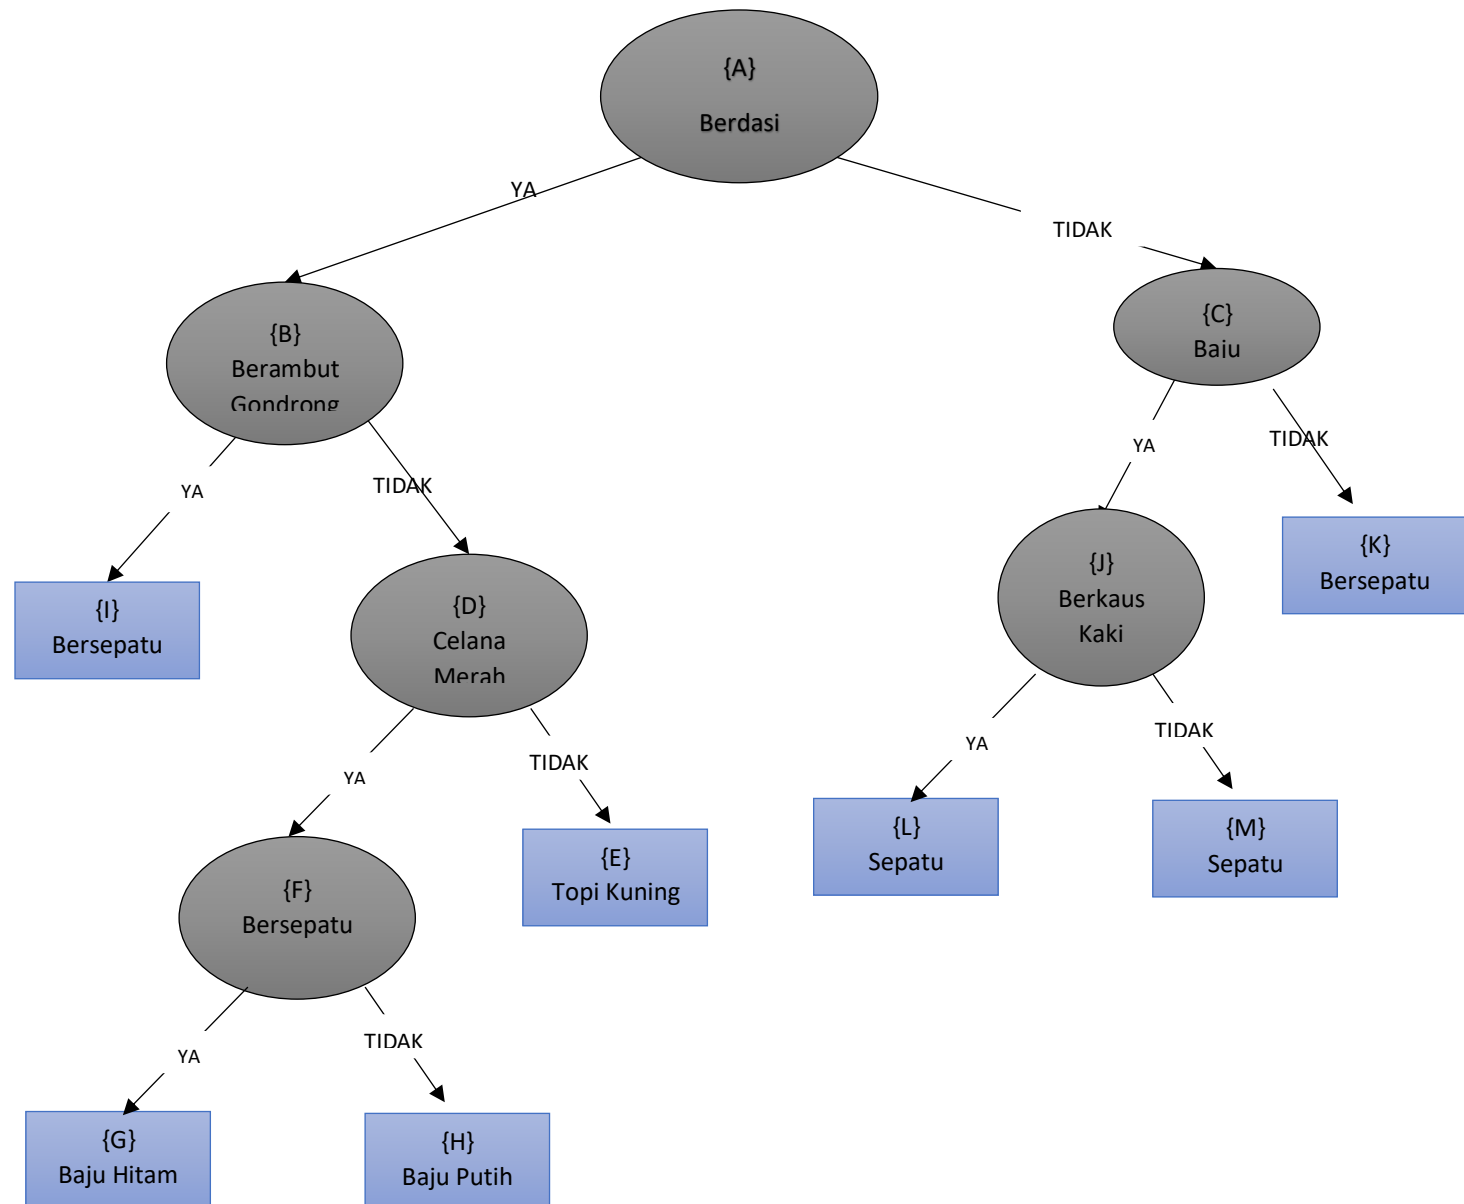 {A}
Berdasi
YA
TIDAK
{B}
Berambut
Gondrong
{C}
Baju
YA
TIDAK
YA
TIDAK
{I}
Bersepatu
{D}
Celana
Merah
{J}
Berkaus
Kaki
{K}
Bersepatu
YA
TIDAK
YA
TIDAK
{F}
Bersepatu
{E}
Topi Kuning
{L}
Sepatu
{M}
Sepatu
YA
TIDAK
{G}
Baju Hitam
{H}
Baju Putih